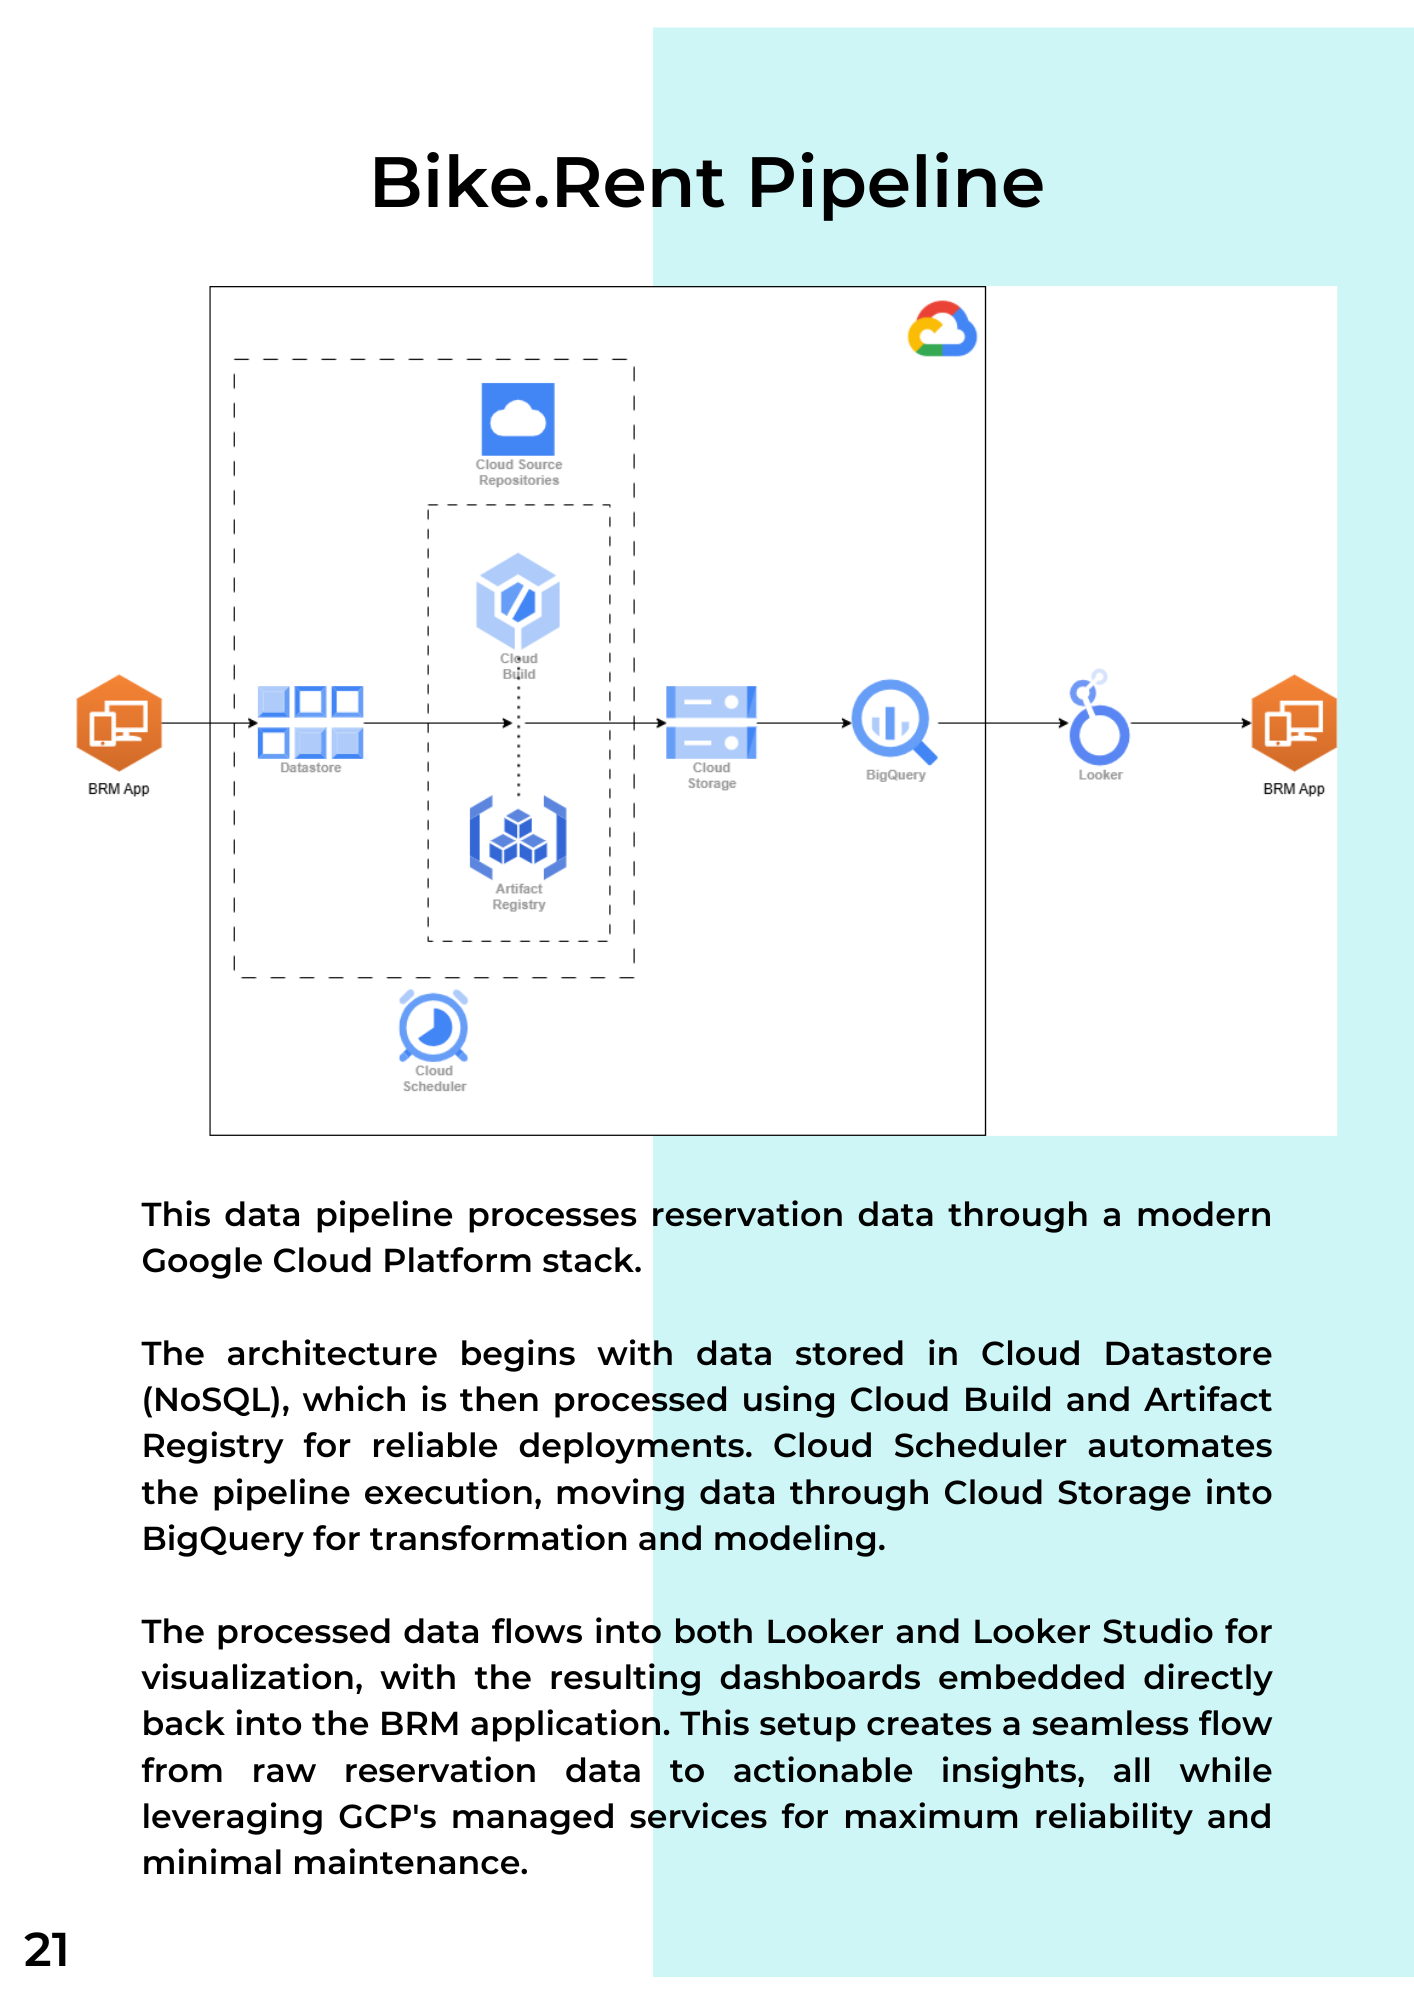 Bike.Rent Pipeline
Cloud Source
Repositories
Cloud
Build
BRM App
Datastore
Cloud
Storage
BigQuery
Looker
BRM App
Artifact
Registry
Cloud
Scheduler
This data pipeline processes reservation data through a modern
Google Cloud Platform stack.
The architecture begins with data stored in Cloud Datastore
(NoSQL), which is then processed using Cloud Build and Artifact
Registry for reliable deployments. Cloud Scheduler automates
the pipeline execution, moving data through Cloud Storage into
BigQuery for transformation and modeling.
The processed data flows into both Looker and Looker Studio for
visualization, with the resulting dashboards embedded directly
back into the BRM application. This setup creates a seamless flow
from raw reservation data to actionable insights, all while
leveraging GCP's managed services for maximum reliability and
minimal maintenance.
21